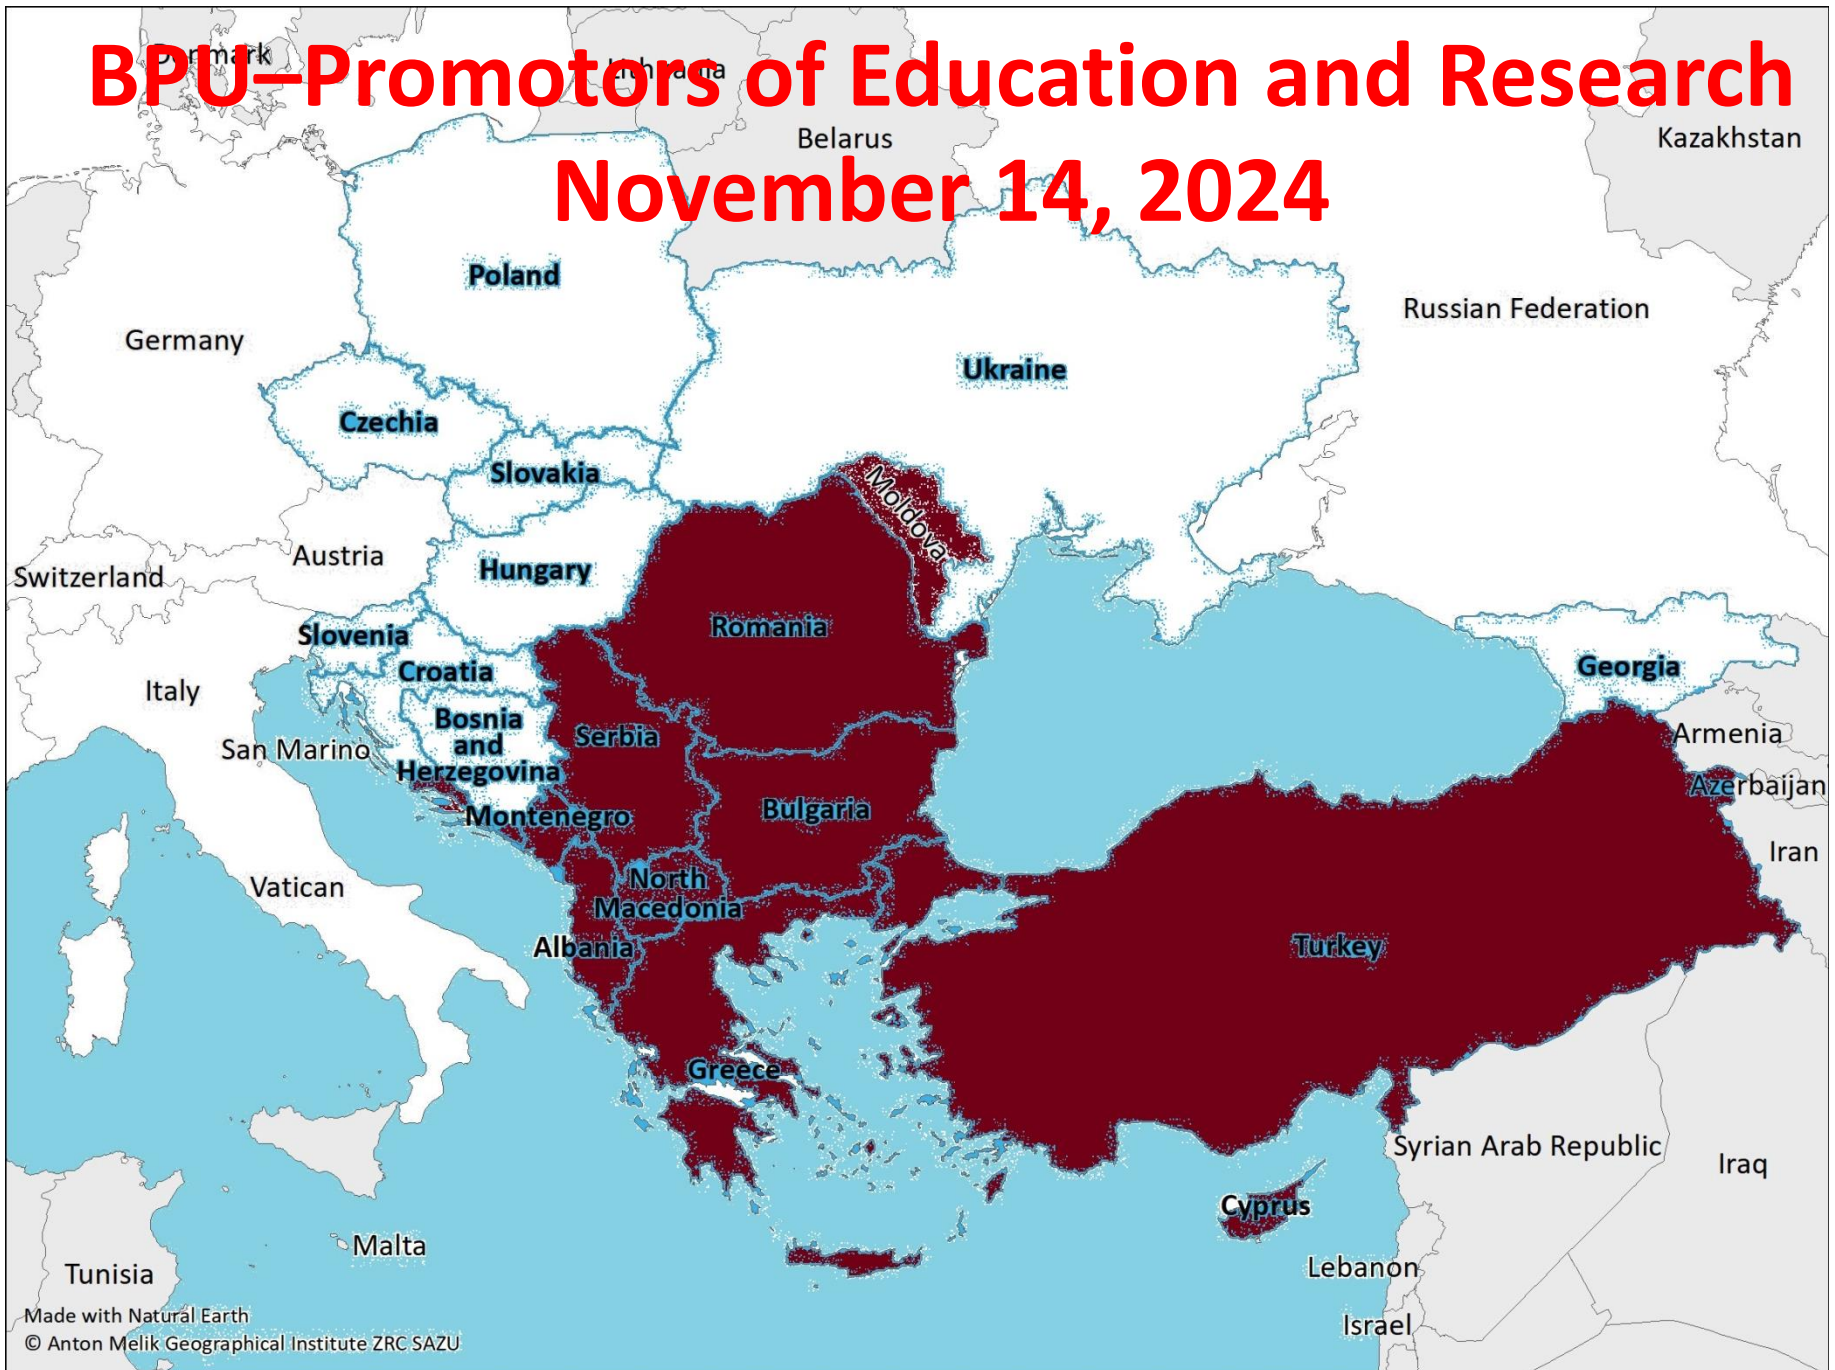 BPU–Promotors of Education and Research
November 14, 2024
Denmark
Lithuania
Belarus
Kazakhstan
Poland
Russian Federation
Germany
Ukraine
Czechia
Slovakia
Moldova
Austria
Hungary
Switzerland
Romania
Slovenia
Croatia
Georgia
Italy
Bosnia
and
Herzegovina
Serbia
San Marino
Armenia
Azerbaijan
Montenegro
Bulgaria
Iran
Vatican
North
Macedonia
Albania
Turkey
Greece
Syrian Arab Republic
Iraq
Cyprus
Malta
Tunisia
Lebanon
Israel
Made with Natural Earth
© Anton Melik Geographical Institute ZRC SAZU